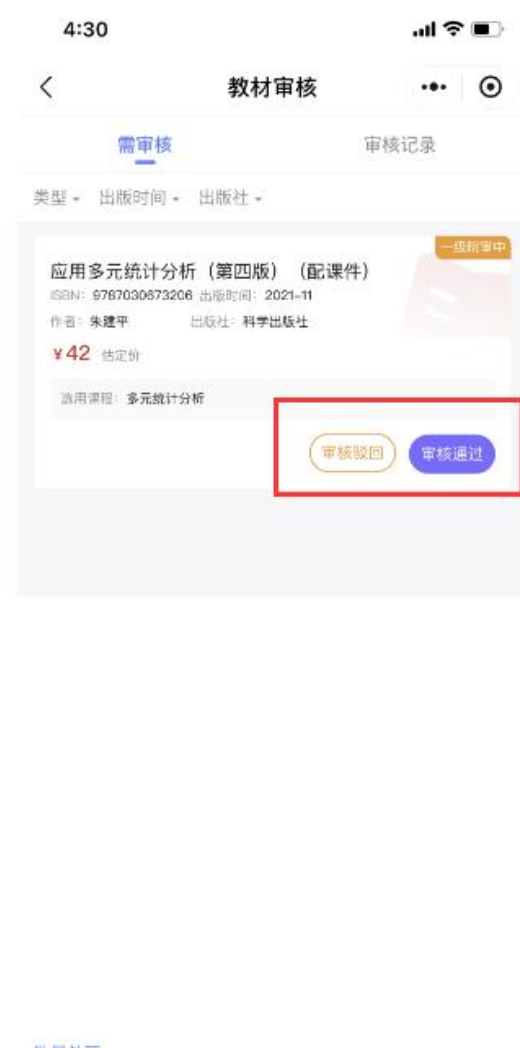 4:30
教材审核
需审核 审核记录
类型 出版时间 出版社
一级院审中
应用多元统计分析（第四版）（配课件）
ISBN：9787030673206 出版时间：2021-11
作者：朱建平 出版社：科学出版社
¥42 估定价
选用课程：多元统计分析
审核驳回 审核通过